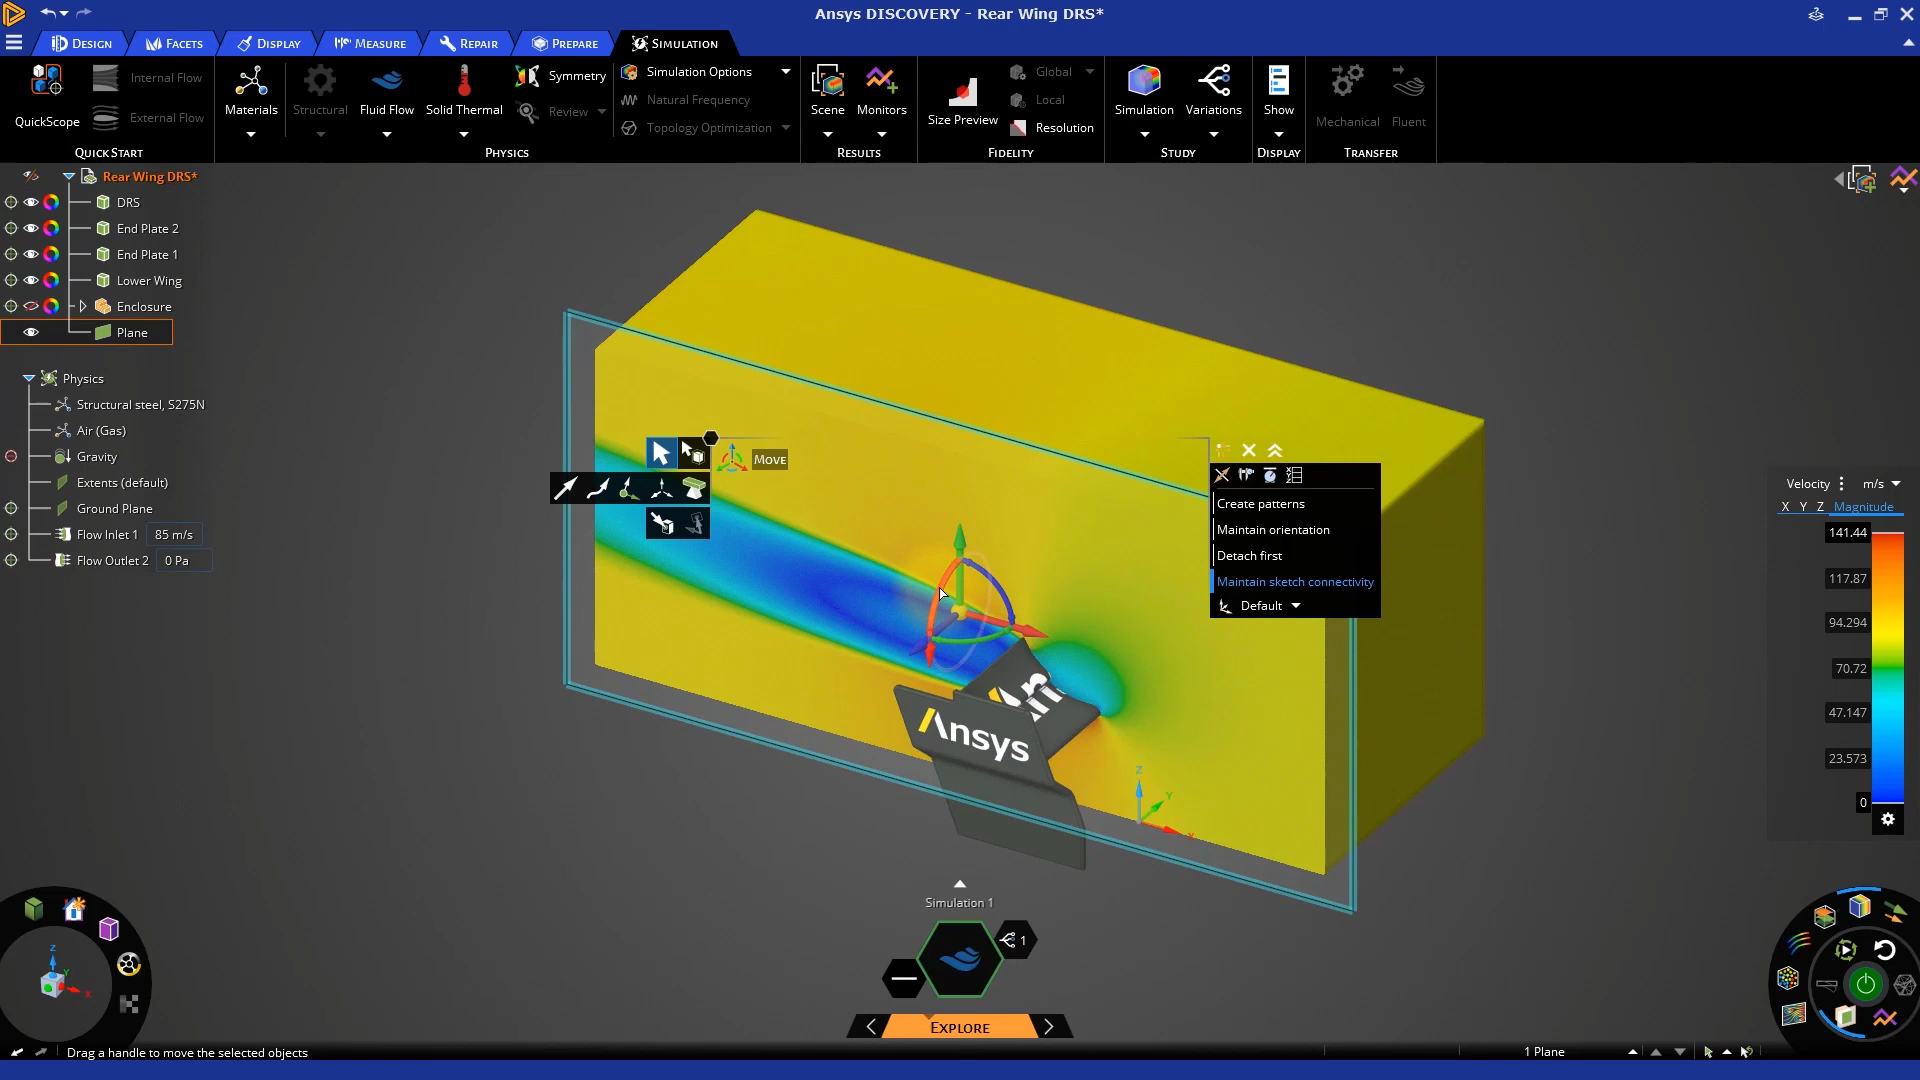 Ansys DISCOVERY - Rear Wing DRS*
DESIGN
FACETS
DISPLAY
MEASURE
REPAIR
PREPARE
SIMULATION
QuickScope
Internal Flow
External Flow
Materials
Structural
Fluid Flow
Solid Thermal
Symmetry
Review
Simulation Options
Natural Frequency
Topology Optimization
Scene
Monitors
Size Preview
Global
Local
Resolution
Simulation
Variations
Show
Mechanical
Fluent
QUICK START
PHYSICS
RESULTS
FIDELITY
STUDY
DISPLAY
TRANSFER
Rear Wing DRS*
DRS
End Plate 2
End Plate 1
Lower Wing
Enclosure
Plane
Physics
Structural steel, S275N
Air (Gas)
Gravity
Extents (default)
Ground Plane
Flow Inlet 1 85 m/s
Flow Outlet 2 0 Pa
MOVE
Create patterns
Maintain orientation
Detach first
Maintain sketch connectivity
Default
Velocity m/s
X Y Z Magnitude
141.44
117.87
94.294
70.72
47.147
23.573
0
Ansys
Z
Y
X
Simulation 1
1
EXPLORE
Z
Y
X
Drag a handle to move the selected objects
1 Plane